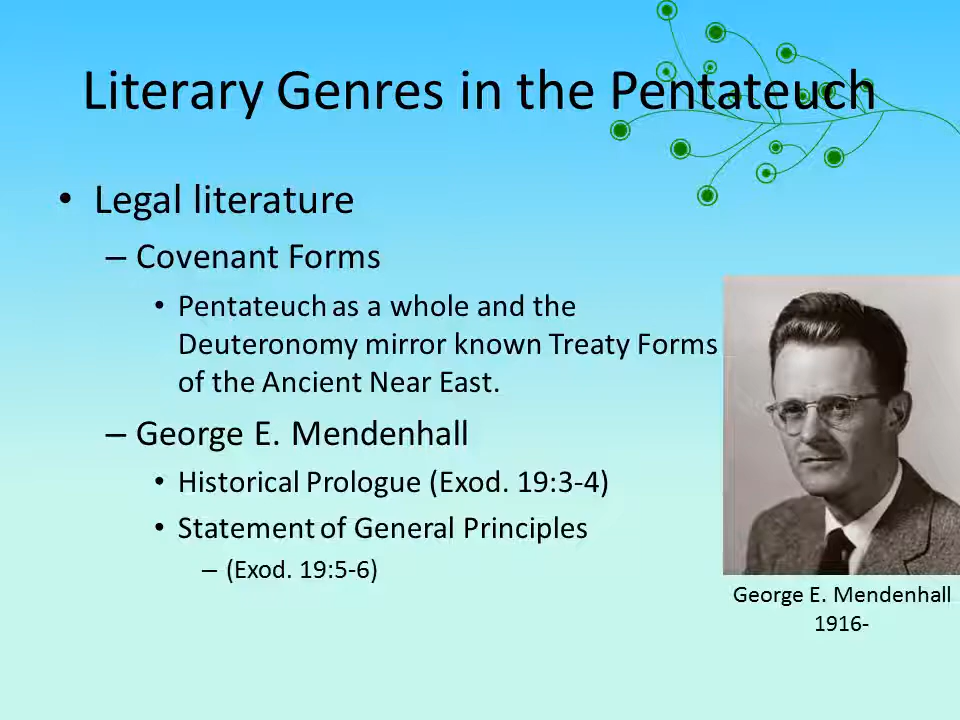 Literary Genres in the Pentateuch
• Legal literature
– Covenant Forms
• Pentateuch as a whole and the
Deuteronomy mirror known Treaty Forms
of the Ancient Near East.
– George E. Mendenhall
• Historical Prologue (Exod. 19:3-4)
• Statement of General Principles
– (Exod. 19:5-6)
George E. Mendenhall
1916-